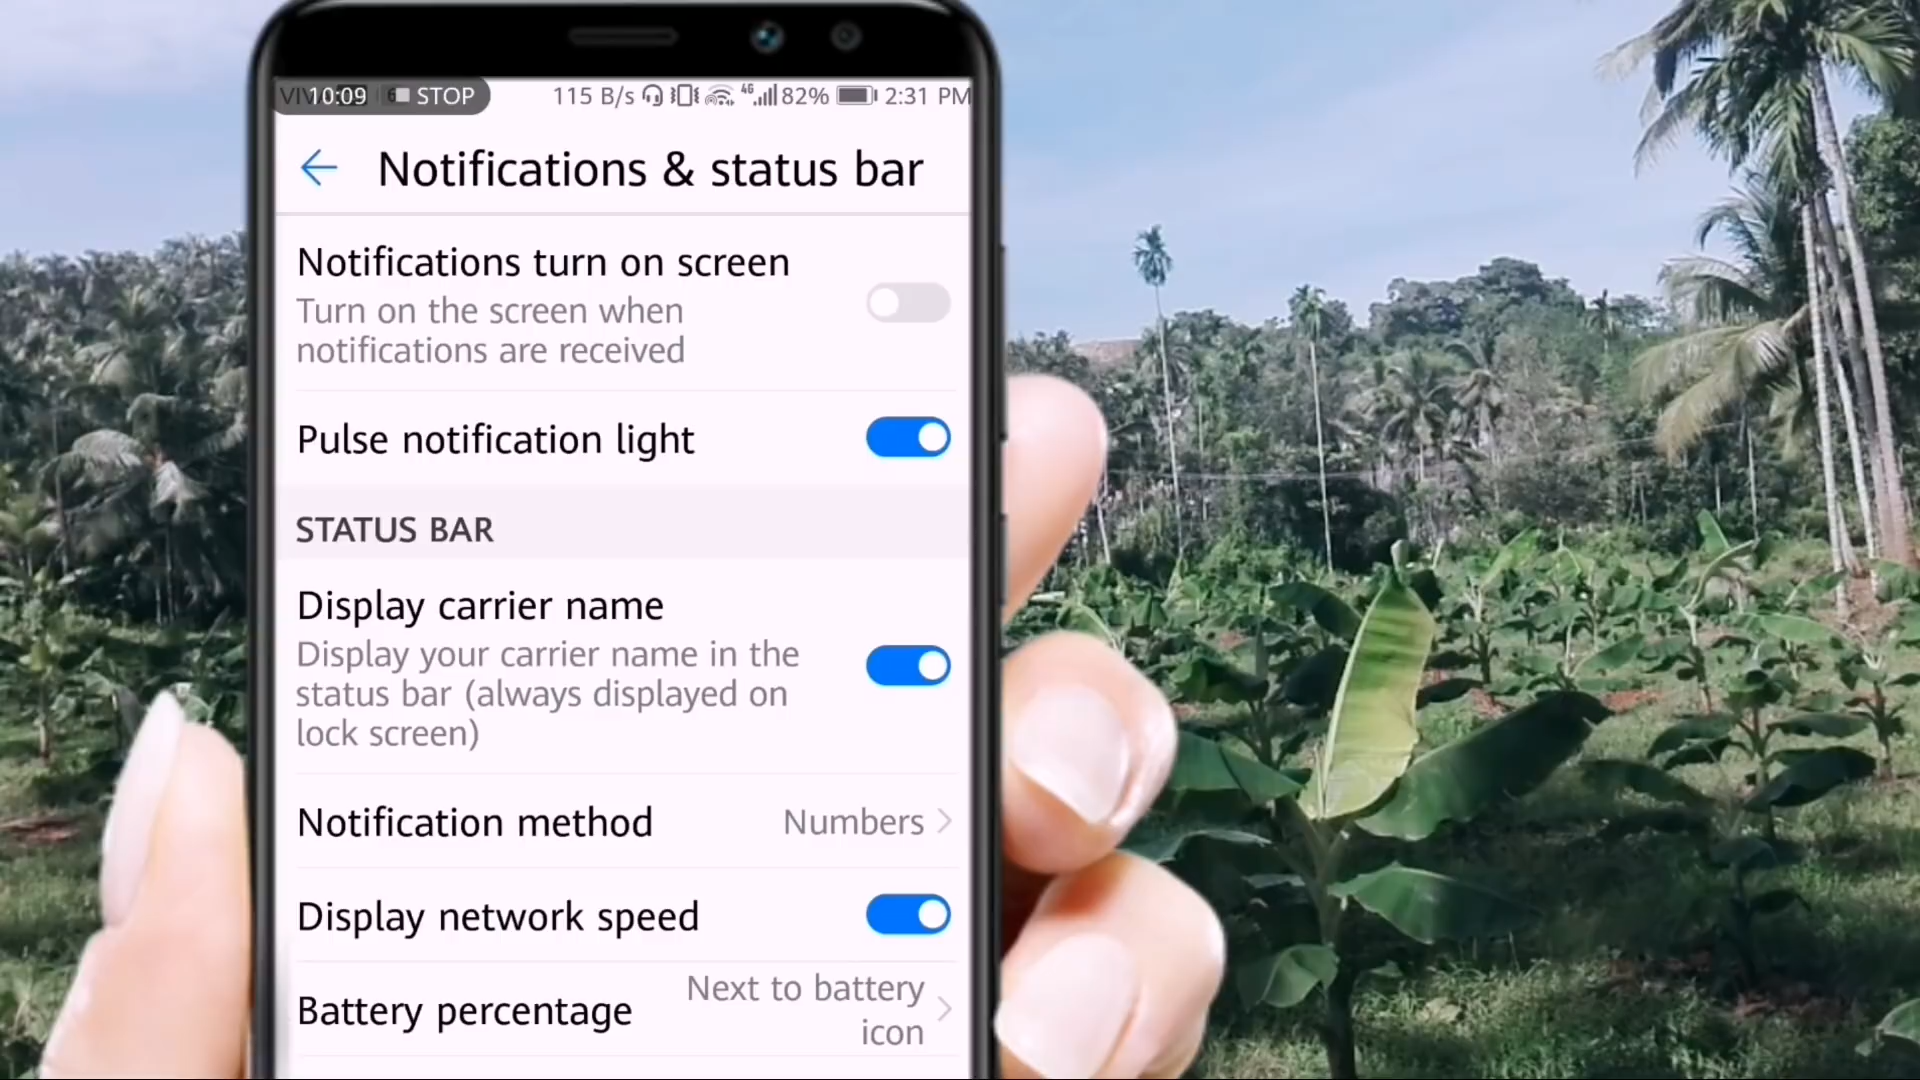 10:09 STOP 115 B/s 4G 82% 2:31 PM
Notifications & status bar
Notifications turn on screen
Turn on the screen when
notifications are received
Pulse notification light
STATUS BAR
Display carrier name
Display your carrier name in the
status bar (always displayed on
lock screen)
Notification method Numbers
Display network speed
Next to battery
Battery percentage
icon